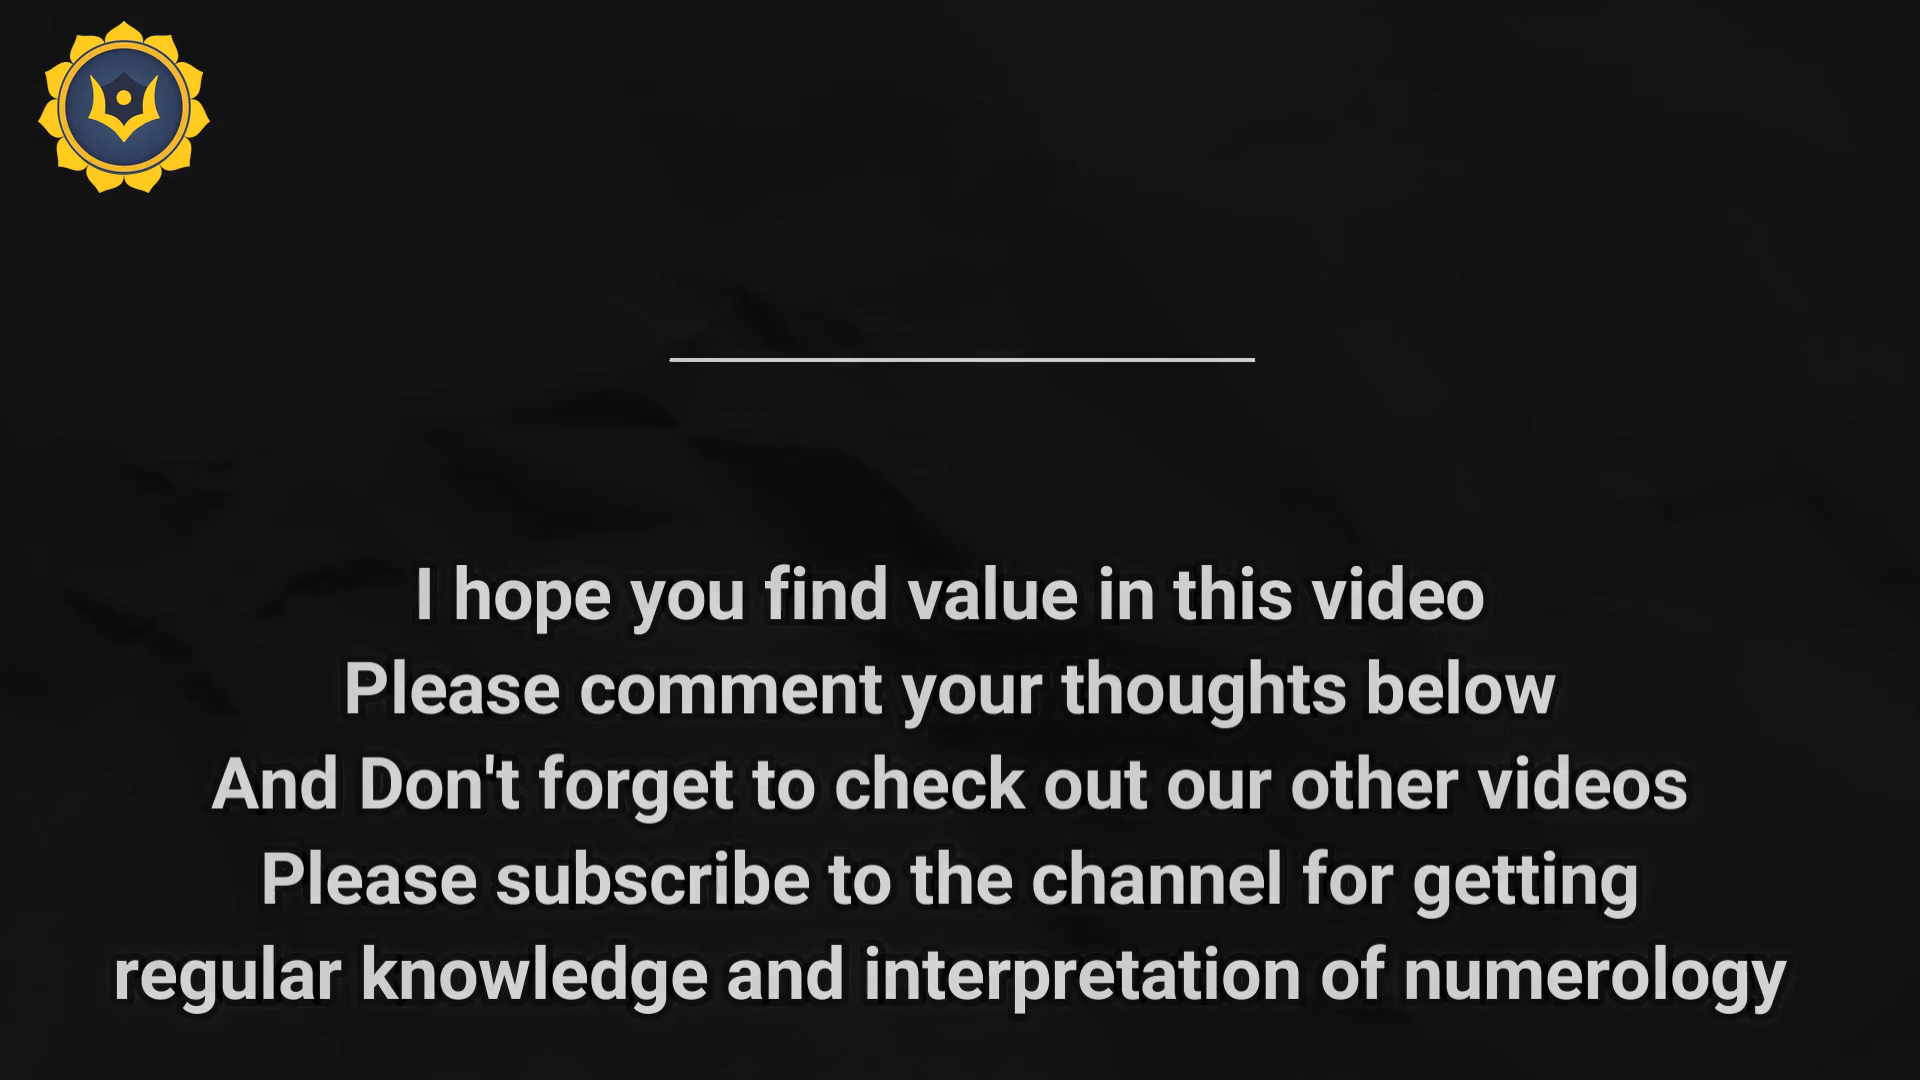 I hope you find value in this video
Please comment your thoughts below
And Don't forget to check out our other videos
Please subscribe to the channel for getting
regular knowledge and interpretation of numerology